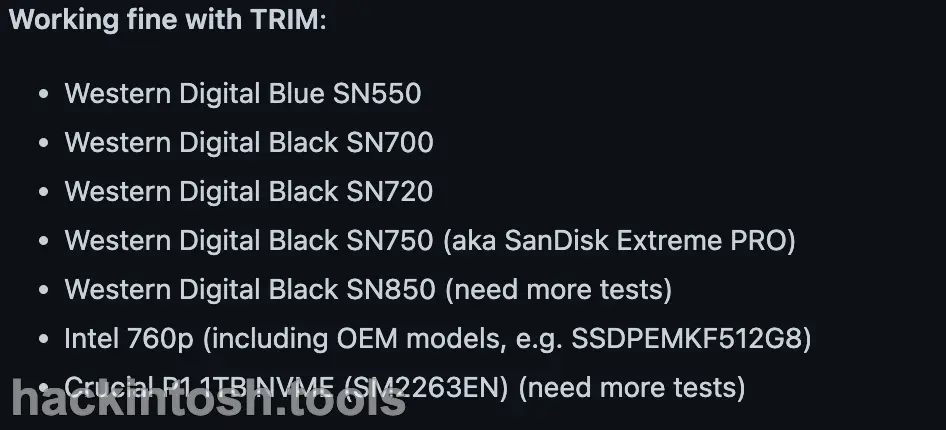 Working fine with TRIM:
• Western Digital Blue SN550
• Western Digital Black SN700
• Western Digital Black SN720
• Western Digital Black SN750 (aka SanDisk Extreme PRO)
• Western Digital Black SN850 (need more tests)
• Intel 760p (including OEM models, e.g. SSDPEMKF512G8)
• Crucial P1 1TB NVME (SM2263EN) (need more tests)
hackintosh.tools